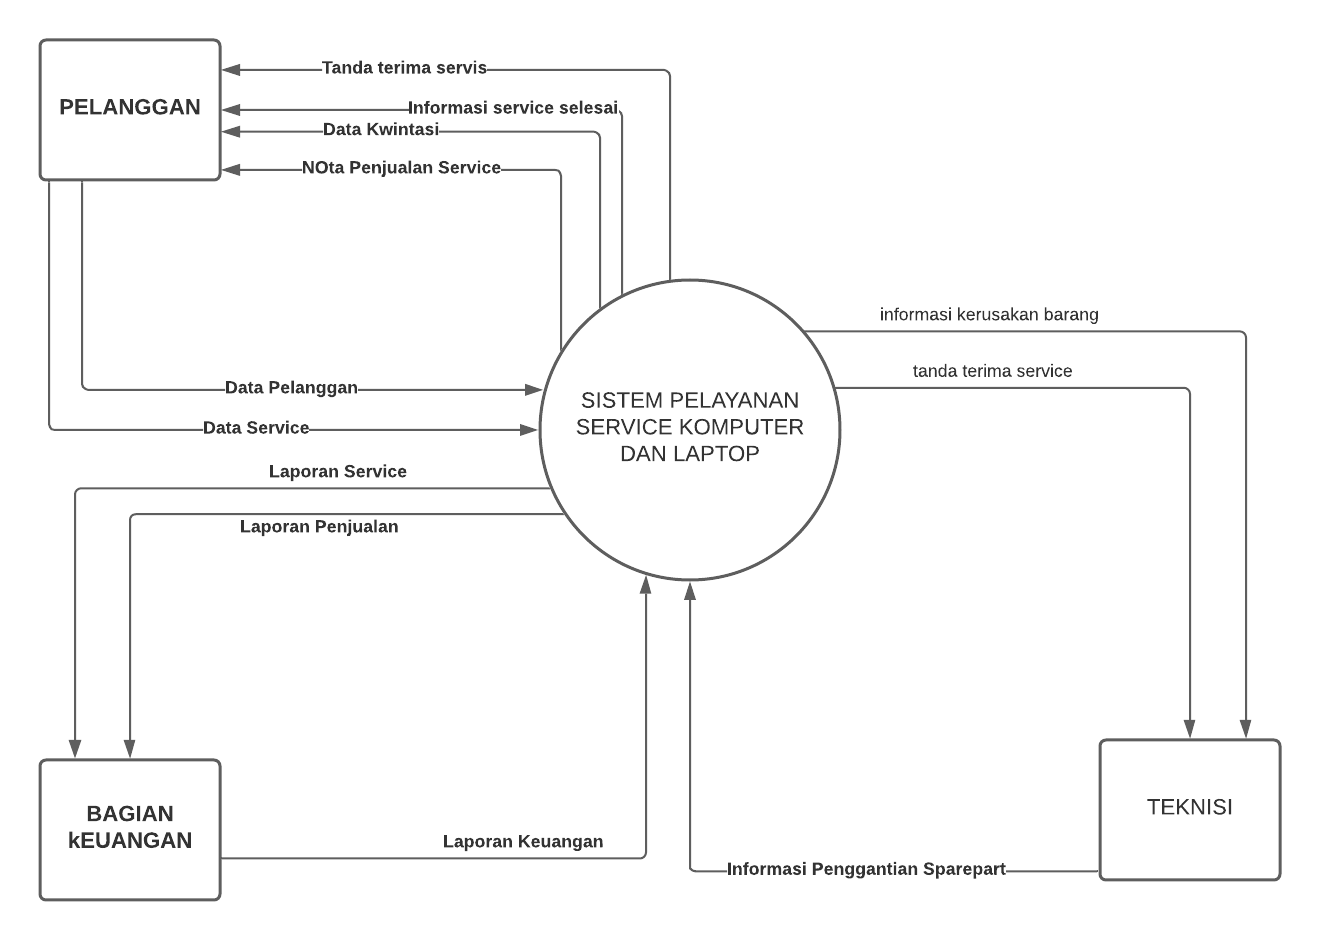 Tanda terima servis
PELANGGAN
Informasi service selesai
Data Kwintasi
NOta Penjualan Service
informasi kerusakan barang
tanda terima service
Data Pelanggan
SISTEM PELAYANAN
SERVICE KOMPUTER
DAN LAPTOP
Data Service
Laporan Service
Laporan Penjualan
BAGIAN
kEUANGAN
TEKNISI
Laporan Keuangan
Informasi Penggantian Sparepart